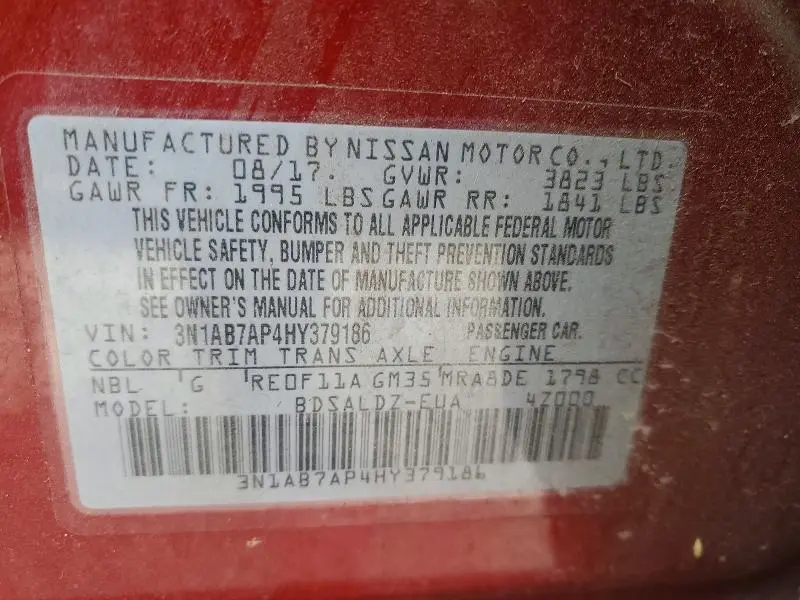 MANUFACTURED BY NISSAN MOTOR CO., LTD.
DATE: 08/17. GVWR: 3823 LBS
GAWR FR: 1995 LBS GAWR RR: 1841 LBS
THIS VEHICLE CONFORMS TO ALL APPLICABLE FEDERAL MOTOR
VEHICLE SAFETY, BUMPER AND THEFT PREVENTION STANDARDS
IN EFFECT ON THE DATE OF MANUFACTURE SHOWN ABOVE.
SEE OWNER'S MANUAL FOR ADDITIONAL INFORMATION.
VIN: 3N1AB7AP4HY379186 PASSENGER CAR.
COLOR TRIM TRANS AXLE ENGINE
NBL G RE0F11A GM35 MRA8DE 1798 CC
MODEL: BDSALDZ-EUA 4Z000
3N1AB7AP4HY379186